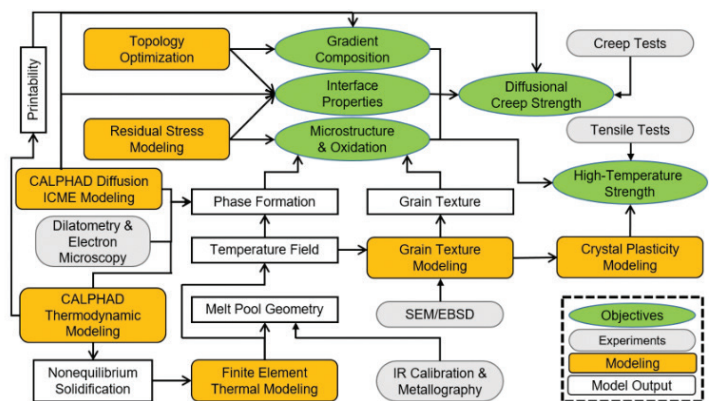 Topology
Optimization
Gradient
Composition
Creep Tests
Printability
Interface
Properties
Diffusional
Creep Strength
Residual Stress
Modeling
Microstructure
& Oxidation
Tensile Tests
CALPHAD Diffusion
ICME Modeling
Phase Formation
Grain Texture
High-Temperature
Strength
Dilatometry &
Electron
Microscopy
Temperature Field
Grain Texture
Modeling
Crystal Plasticity
Modeling
CALPHAD
Thermodynamic
Modeling
Melt Pool Geometry
SEM/EBSD
Objectives
Experiments
Modeling
Model Output
Nonequilibrium
Solidification
Finite Element
Thermal Modeling
IR Calibration &
Metallography